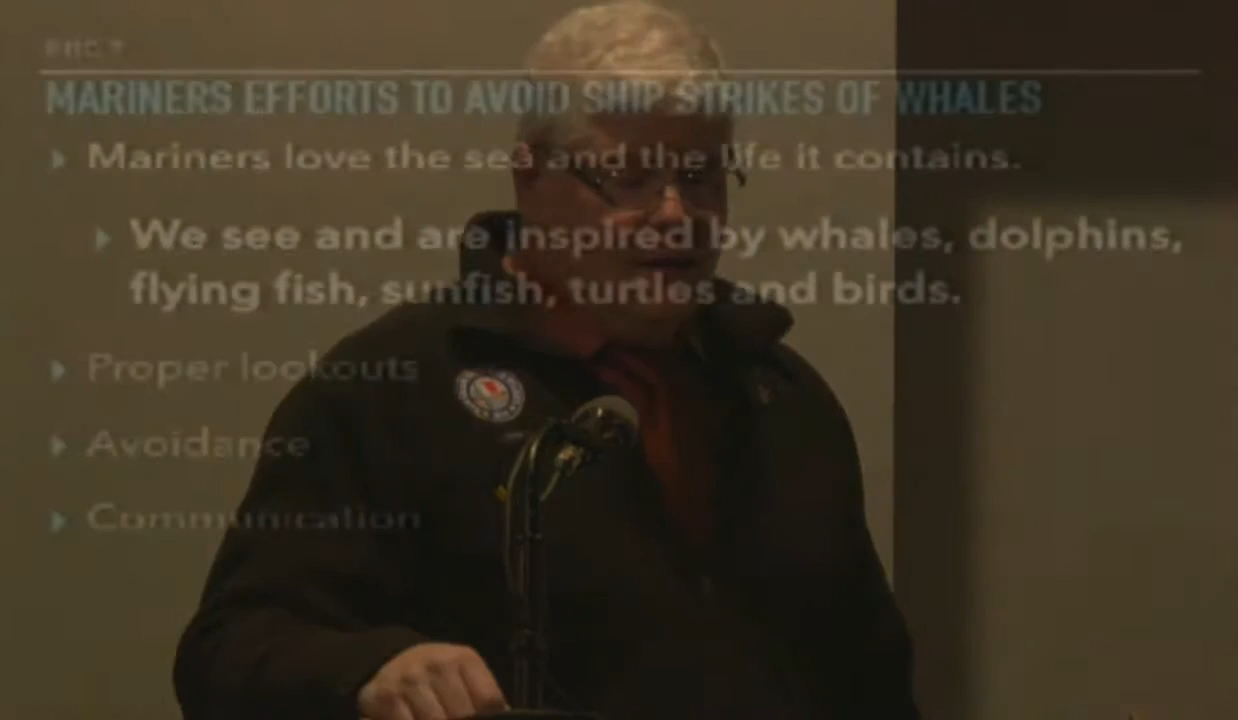 MARINERS EFFORTS TO AVOID SHIP STRIKES OF WHALES
Mariners love the sea and the life it contains.
We see and are inspired by whales, dolphins,
flying fish, sunfish, turtles and birds.
Proper lookouts
Avoidance
Communication